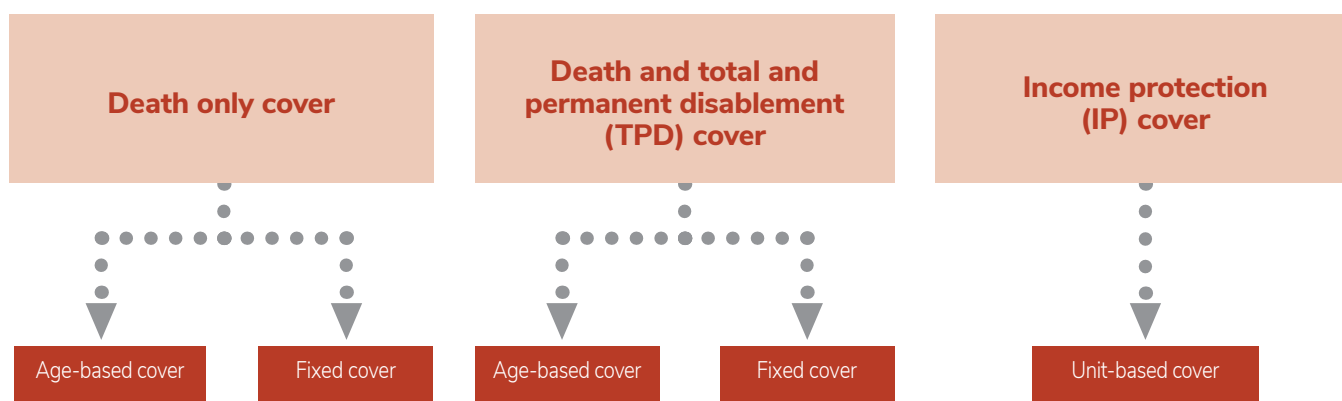 Death only cover
Death and total and
permanent disablement
(TPD) cover
Income protection
(IP) cover
Age-based cover
Fixed cover
Age-based cover
Fixed cover
Unit-based cover